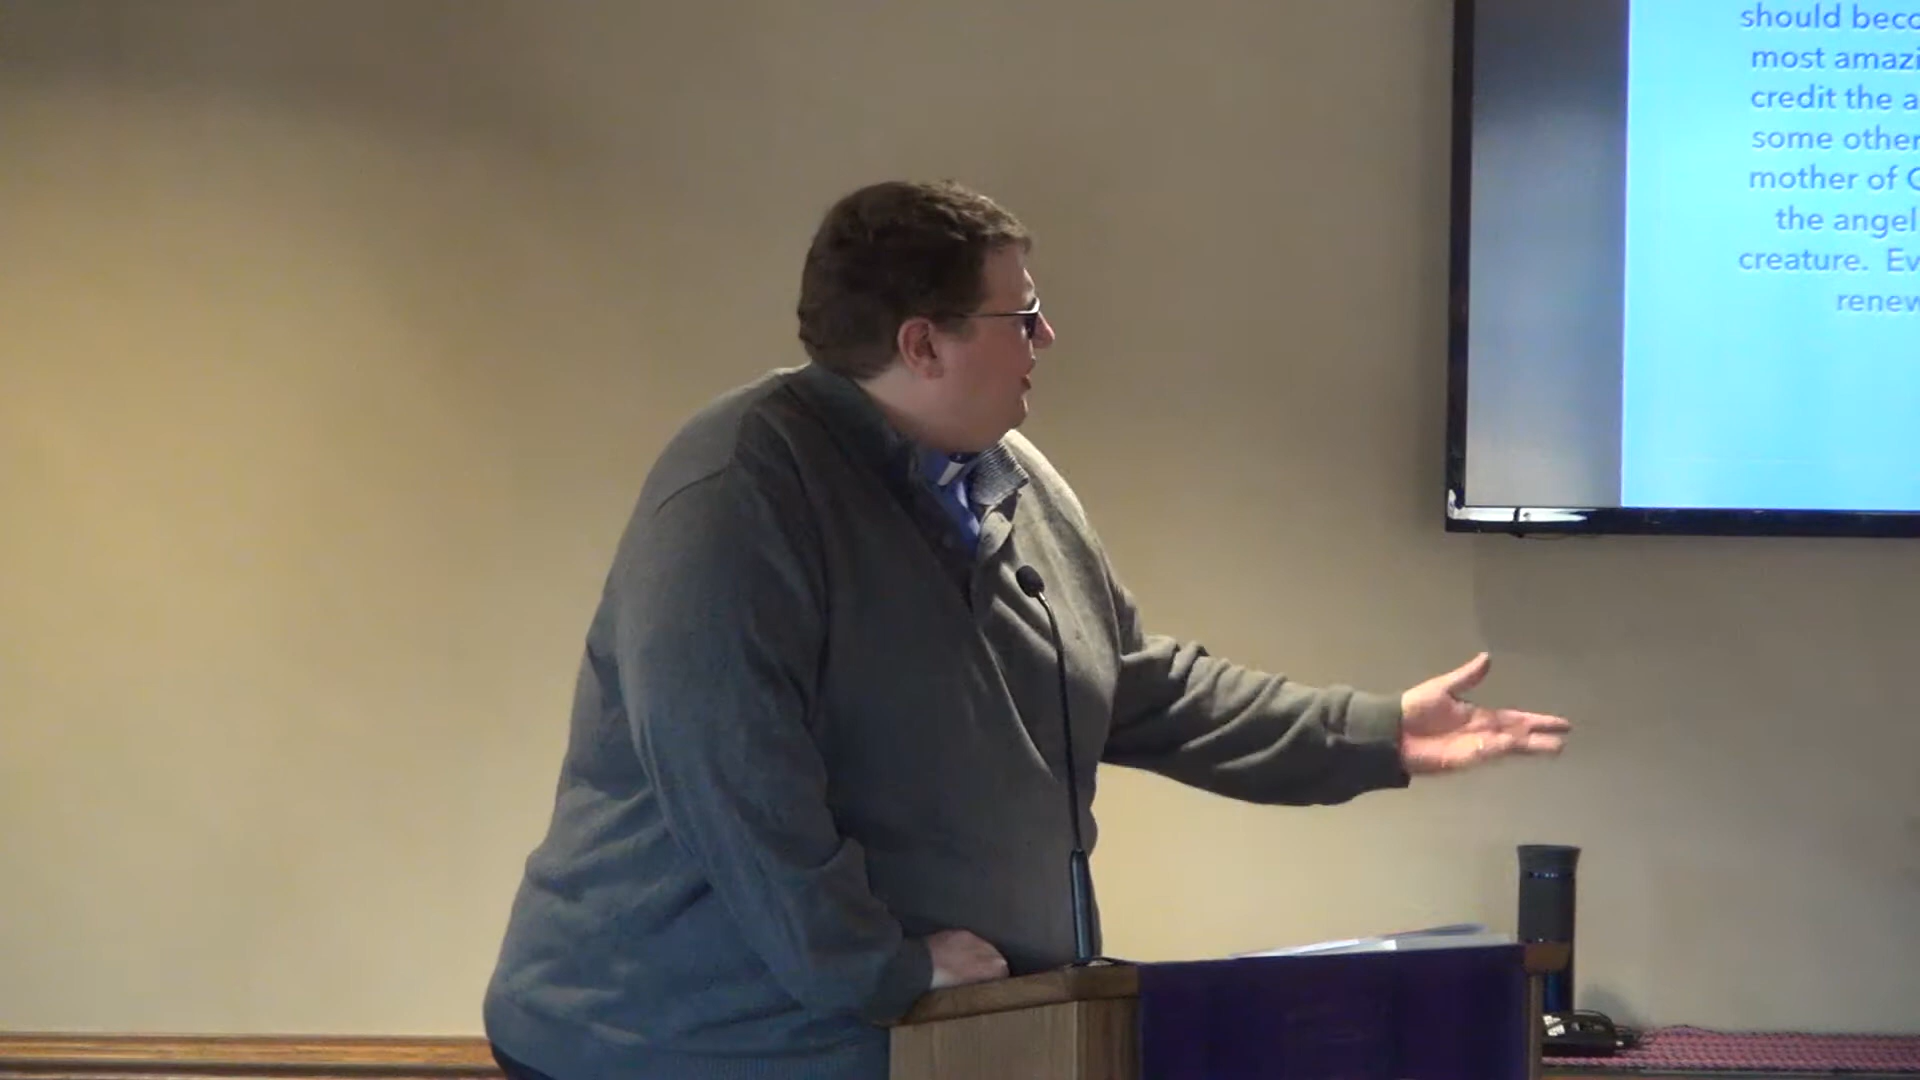 should beco
most amazi
credit the a
some other
mother of G
the angel
creature. Ev
renew